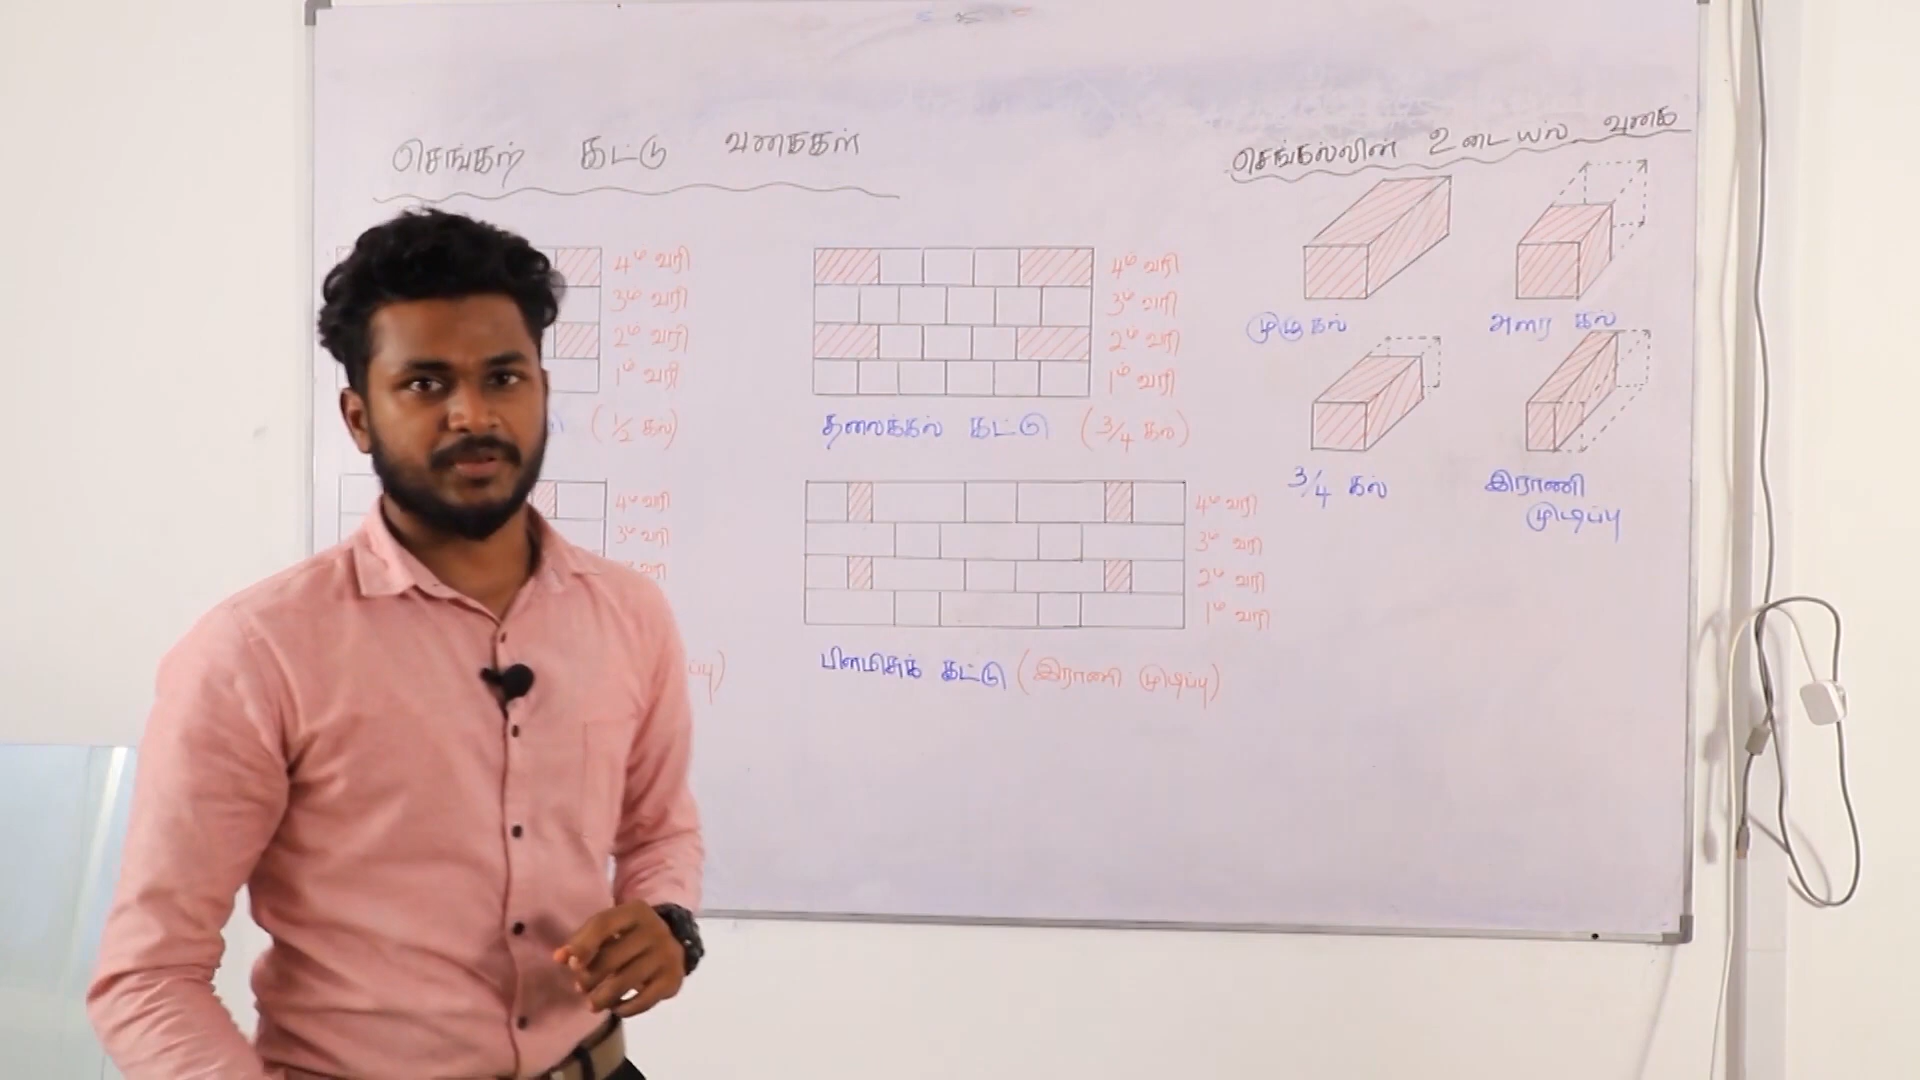 செங்கற் கட்டு வகைகள்
செங்கல்லின் உடையல் வகை
4ம் வரி
3ம் வரி
2ம் வரி
1ம் வரி
(1/2 கல்)
4ம் வரி
3ம் வரி
2ம் வரி
1ம் வரி
தலைக்கல் கட்டு (3/4 கல்)
முழுகல்
அரை கல்
3/4 கல்
இராணி
முடிப்பு
4ம் வரி
3ம் வரி
வரி
ப்பு)
4ம் வரி
3ம் வரி
2ம் வரி
1ம் வரி
பிளமிசுக் கட்டு (இராணி முடிப்பு)